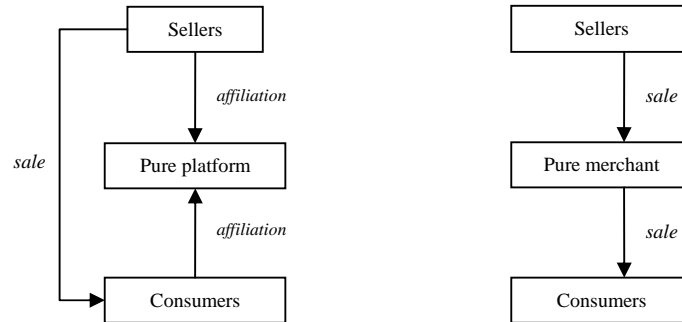 Sellers
affiliation
sale
Pure platform
affiliation
Consumers
Sellers
sale
Pure merchant
sale
Consumers